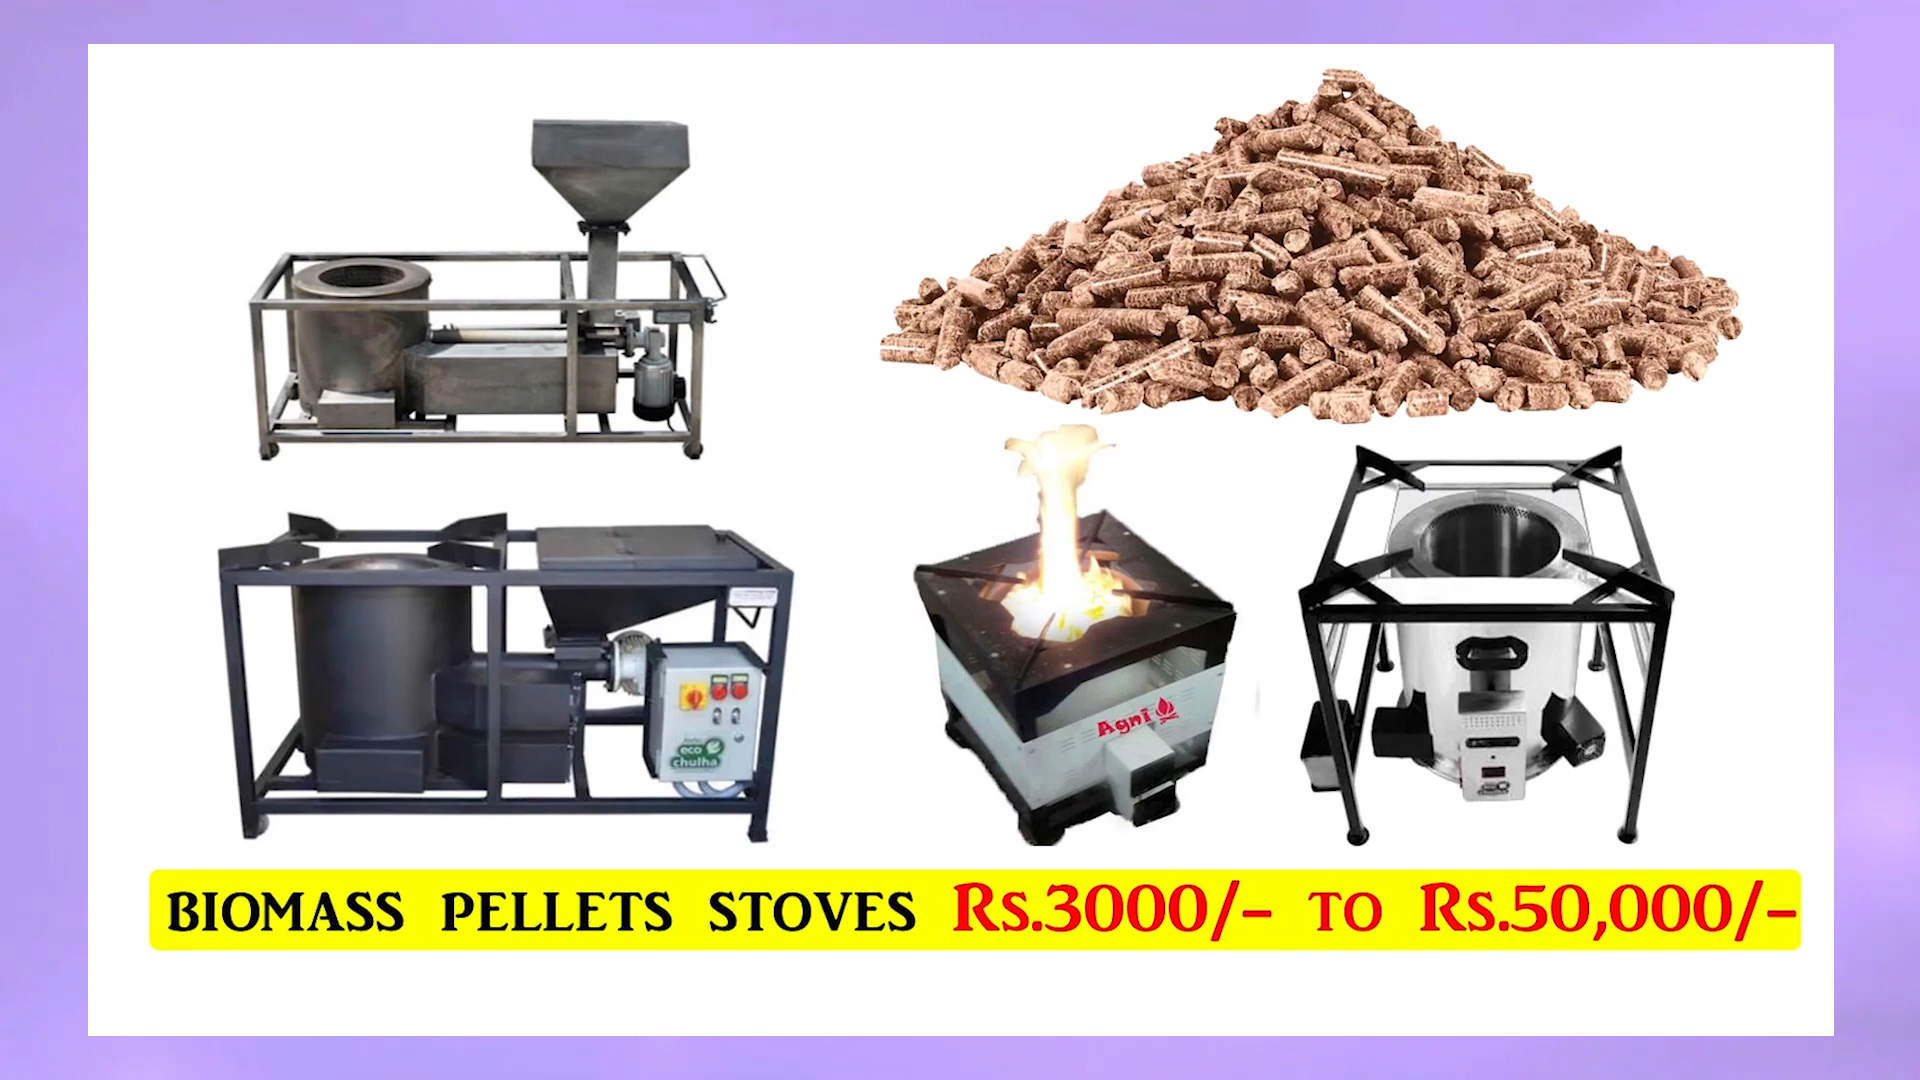 Agni
eco
chulha
BIOMASS PELLETS STOVES Rs.3000/- TO Rs.50,000/-